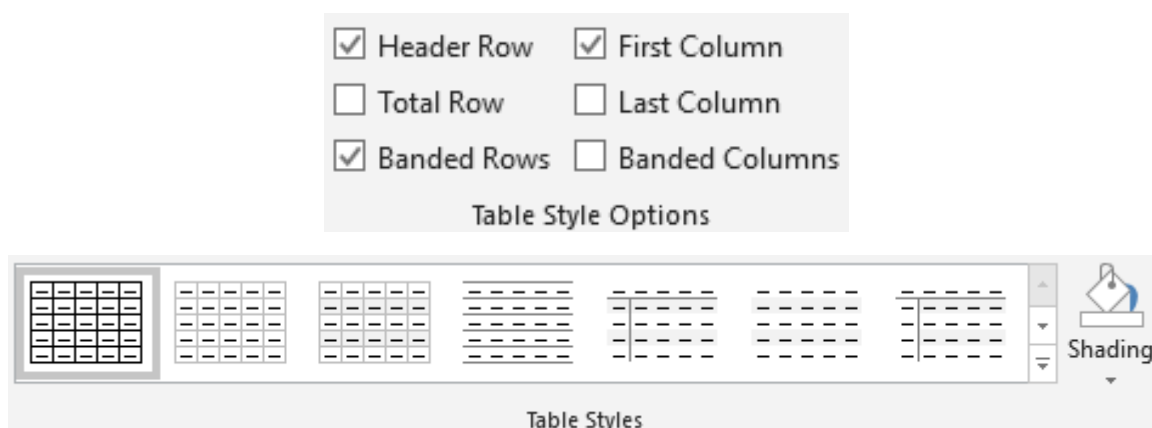 Header Row First Column
Total Row Last Column
Banded Rows Banded Columns
Table Style Options
Shading
Table Styles